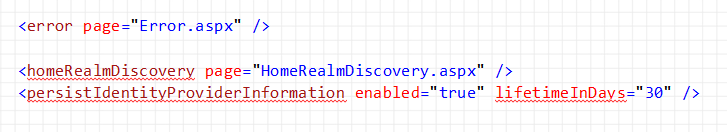 <error page="Error.aspx" />
<homeRealmDiscovery page="HomeRealmDiscovery.aspx" />
<persistIdentityProviderInformation enabled="true" lifetimeInDays="30" />